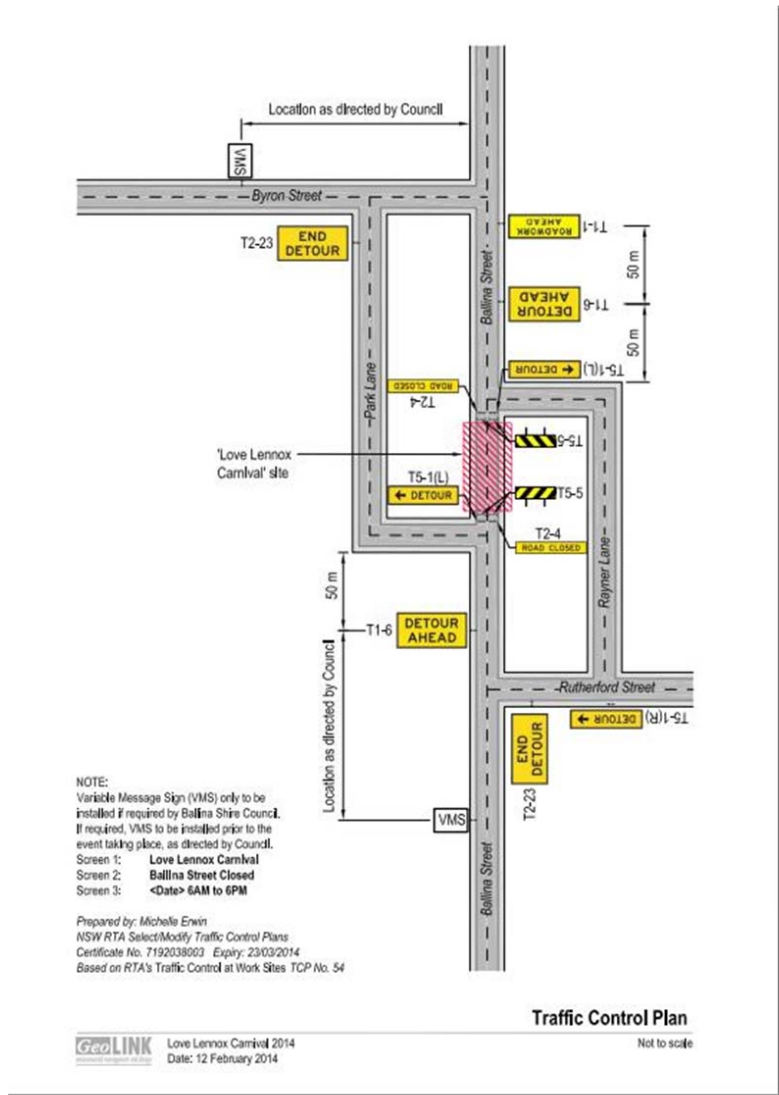 Location as directed by Council
VMS
Byron Street
T2-23
END
DETOUR
ROADWORK
AHEAD
T1-1
50 m
Ballina Street
DETOUR
AHEAD
T1-6
50 m
DETOUR
T5-1(L)
ROAD CLOSED
T2-4
Park Lane
T5-5
'Love Lennox
Carnival' site
T5-1(L)
DETOUR
T5-5
T2-4
ROAD CLOSED
Rayner Lane
50 m
T1-6
DETOUR
AHEAD
Location as directed by Council
Rutherford Street
DETOUR
T5-1(R)
END
DETOUR
T2-23
VMS
Ballina Street
NOTE:
Variable Message Sign (VMS) only to be
installed if required by Ballina Shire Council.
If required, VMS to be installed prior to the
event taking place, as directed by Council.
Screen 1: Love Lennox Carnival
Screen 2: Ballina Street Closed
Screen 3: <Date> 6AM to 6PM
Prepared by: Michelle Erwin
NSW RTA Select/Modify Traffic Control Plans
Certificate No. 7192038003 Expiry: 23/03/2014
Based on RTA's Traffic Control at Work Sites TCP No. 54
Traffic Control Plan
GeoLINK
Love Lennox Carnival 2014
Date: 12 February 2014
Not to scale